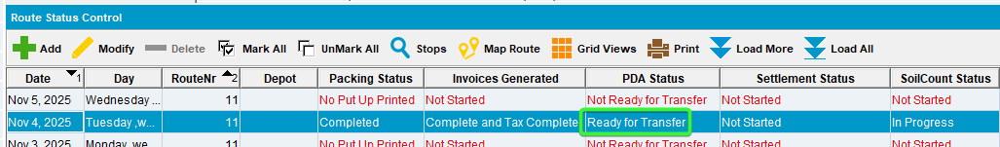 Route Status Control
Add Modify Delete Mark All UnMark All Stops Map Route Grid Views Print Load More Load All
Date 1 Day RouteNr 2 Depot Packing Status Invoices Generated PDA Status Settlement Status SoilCount Status
Nov 5, 2025 Wednesday ... 11 No Put Up Printed Not Started Not Ready for Transfer Not Started Not Started
Nov 4, 2025 Tuesday ,w... 11 Completed Complete and Tax Complete Ready for Transfer Not Started In Progress
Nov 3, 2025 Monday, we... 11 No Put Up Printed Not Started Not Ready for Transfer Not Started Not Started